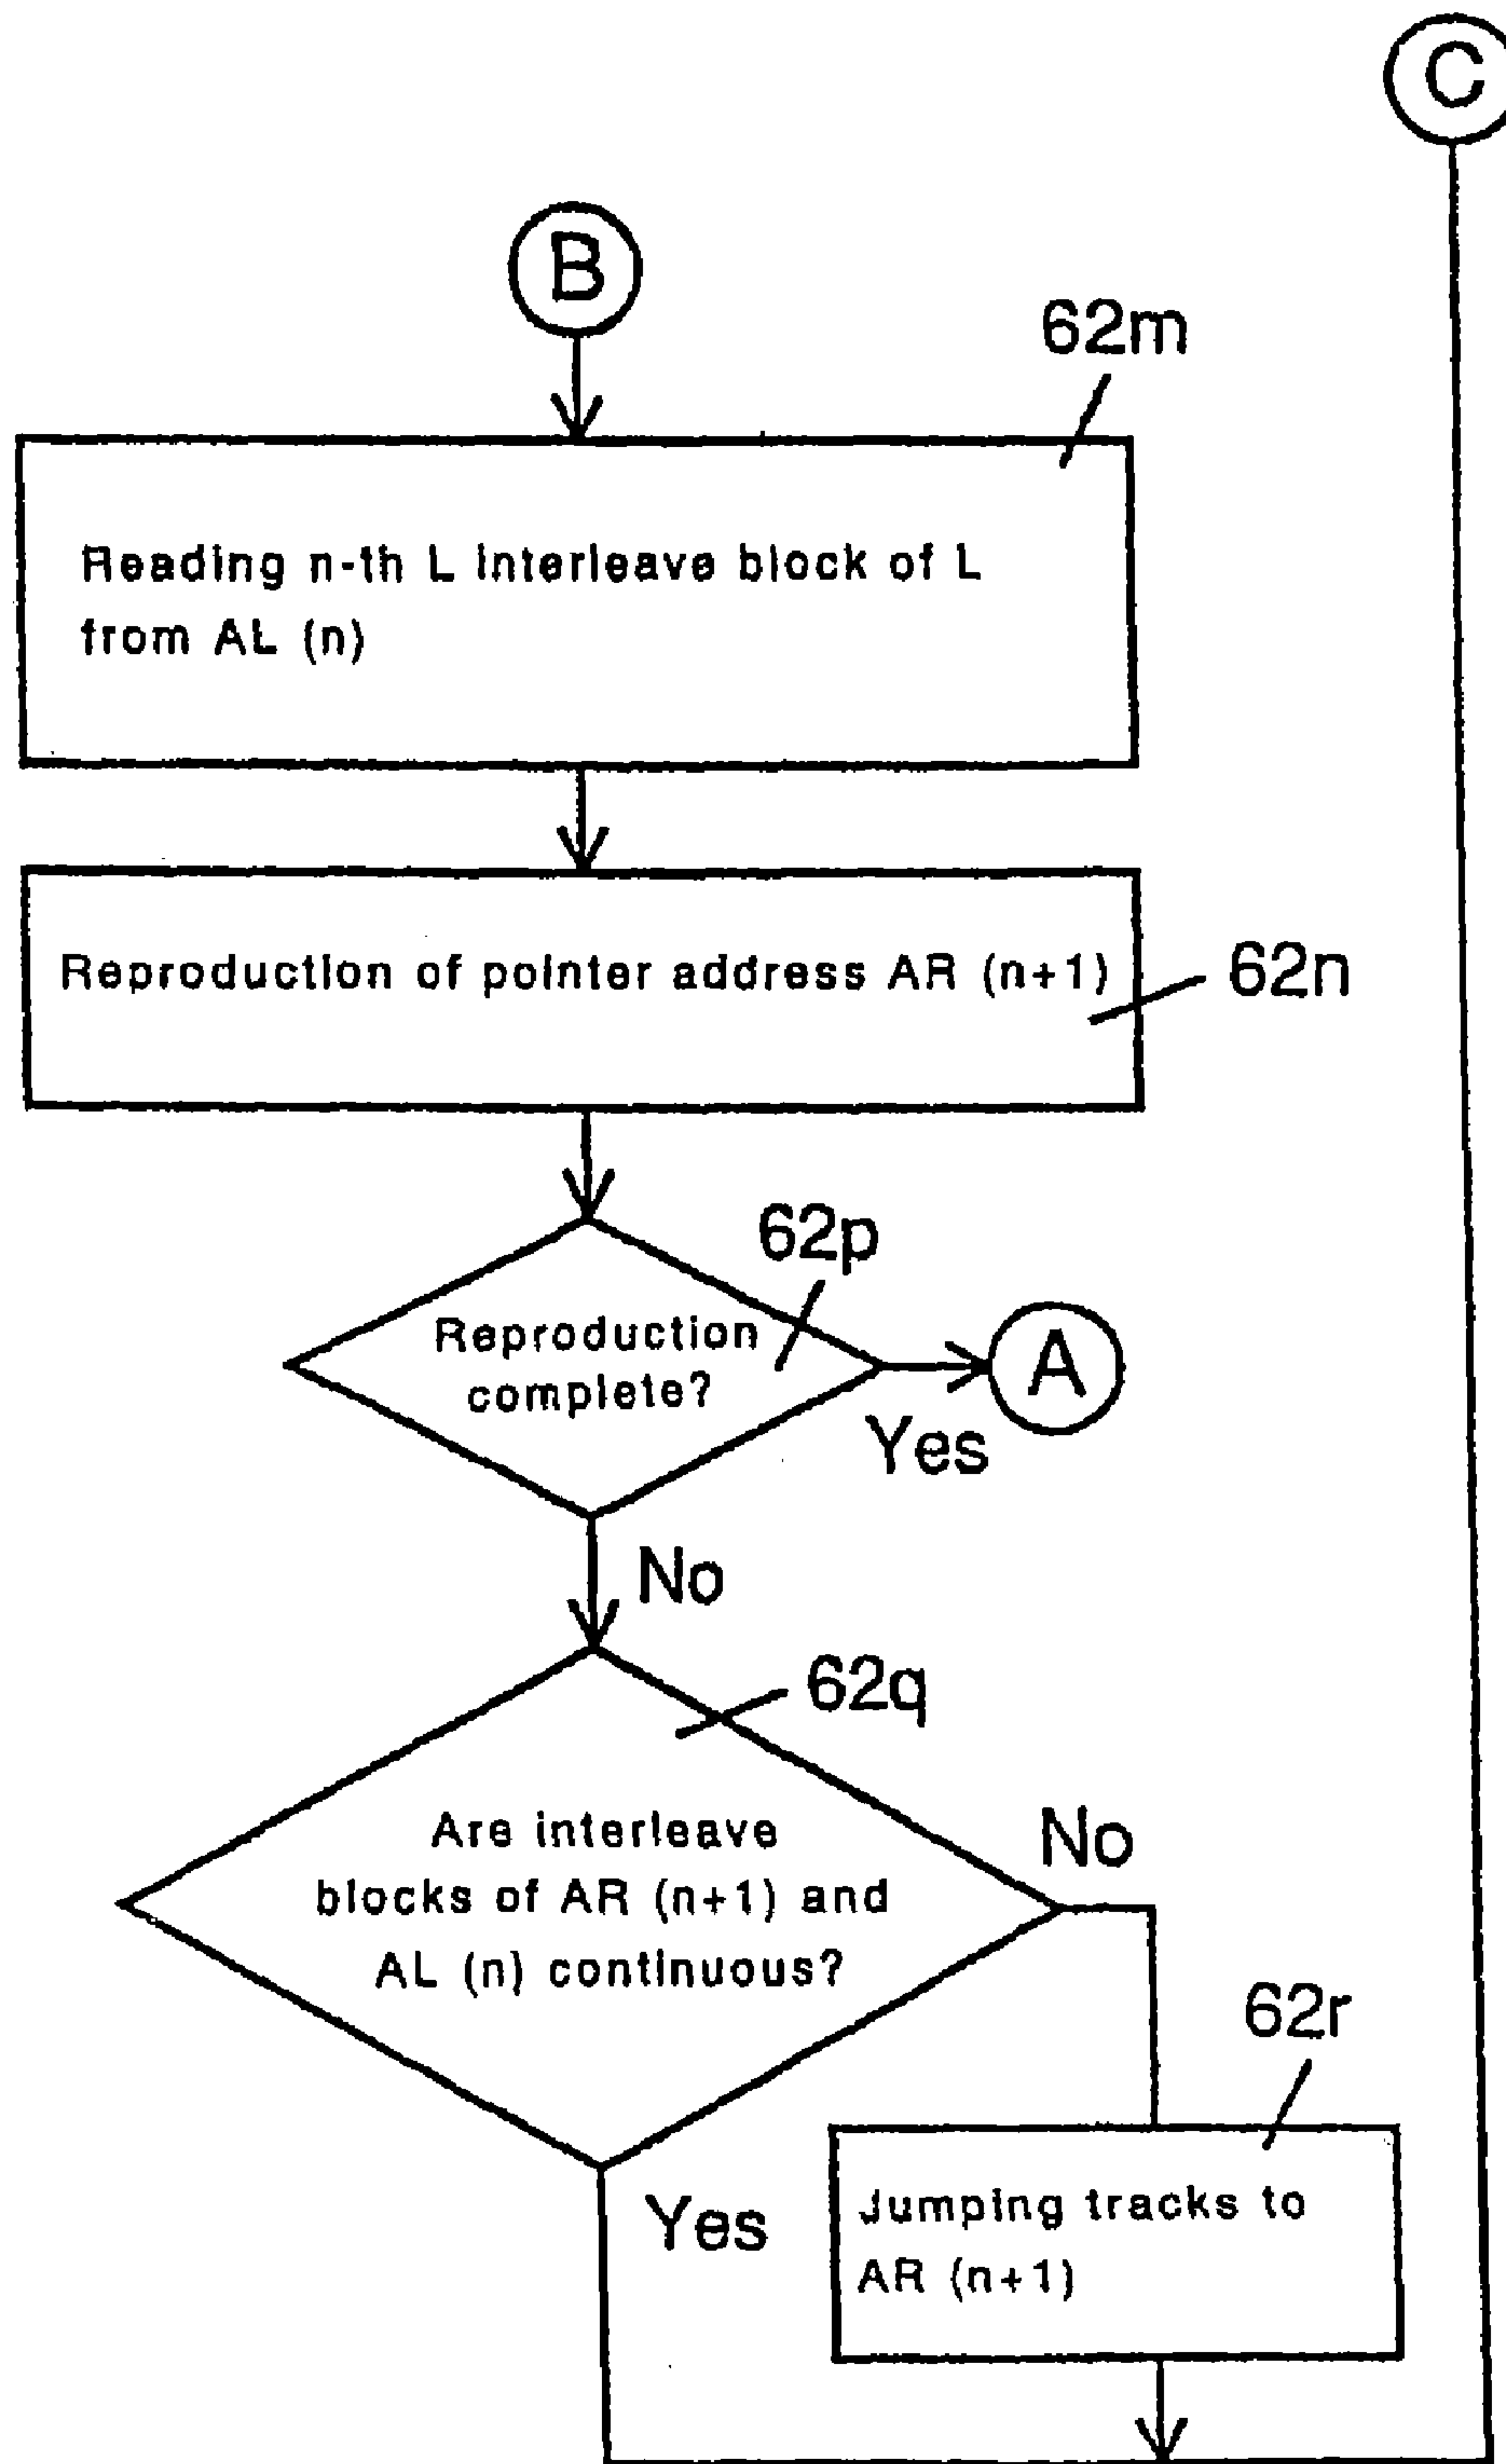 C
B
62m
Reading n-th L interleave block of L
from AL (n)
Reproduction of pointer address AR (n+1)
62n
62p
Reproduction
complete?
A
Yes
No
62q
Are interleave
blocks of AR (n+1) and
AL (n) continuous?
No
62r
Yes
Jumping tracks to
AR (n+1)